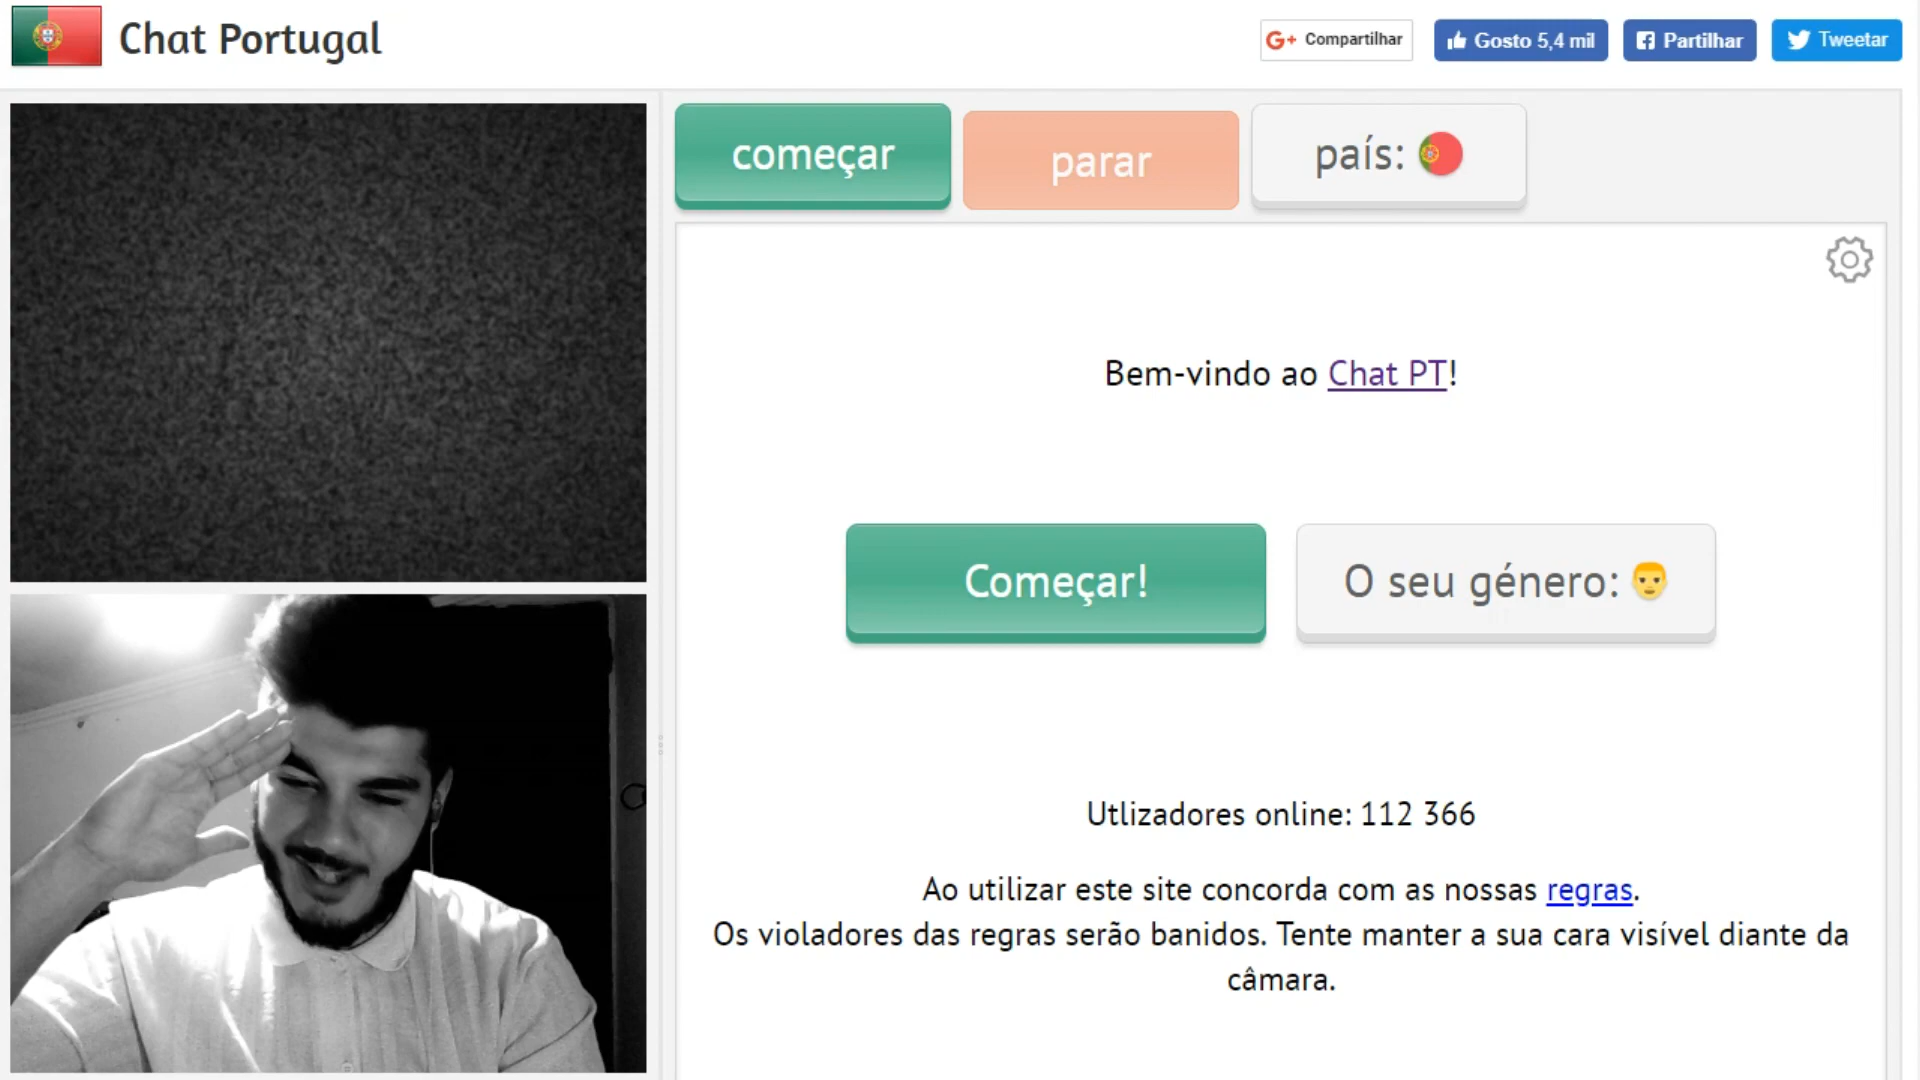 Chat Portugal
G+ Compartilhar
Gosto 5,4 mil
Partilhar
Tweetar
começar
parar
país:
Bem-vindo ao Chat PT!
Começar!
O seu género:
Utlizadores online: 112 366
Ao utilizar este site concorda com as nossas regras.
Os violadores das regras serão banidos. Tente manter a sua cara visível diante da
câmara.